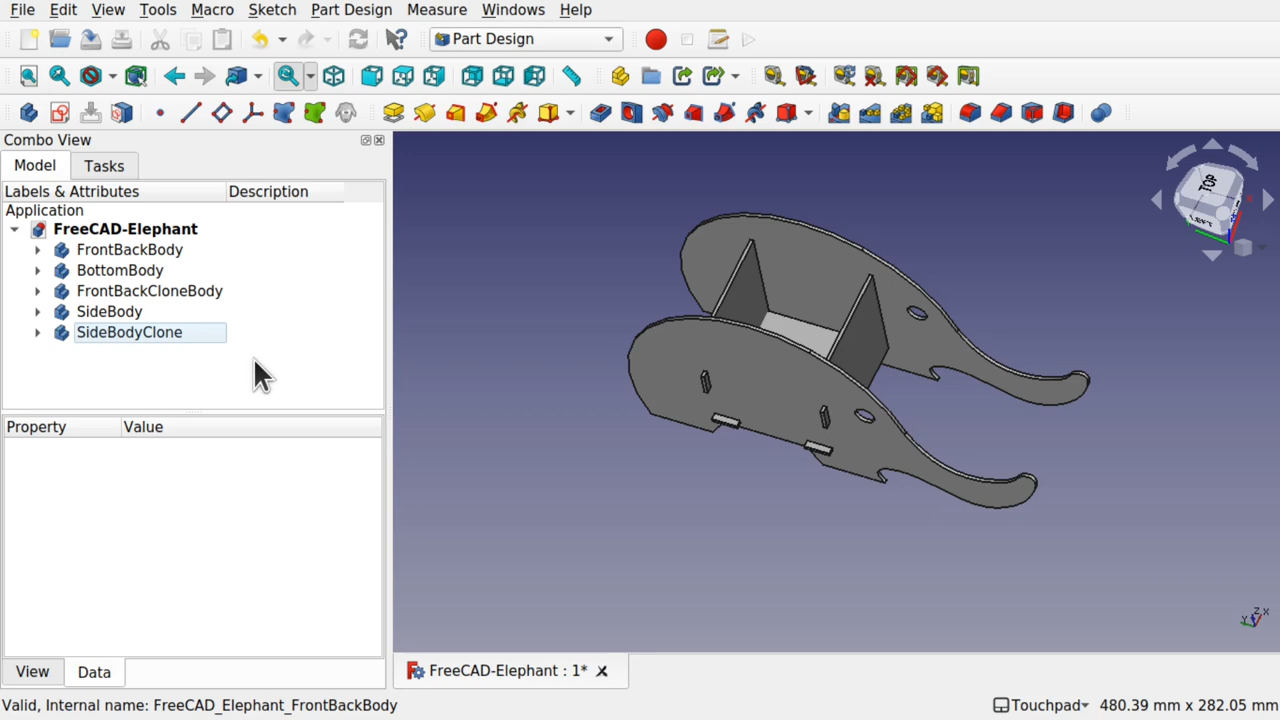 File Edit View Tools Macro Sketch Part Design Measure Windows Help
Part Design
Combo View
Model Tasks
Labels & Attributes Description
Application
FreeCAD-Elephant
FrontBackBody
BottomBody
FrontBackCloneBody
SideBody
SideBodyClone
Property Value
View Data
TOP
LEFT
Z X
Y
FreeCAD-Elephant : 1*
Valid, Internal name: FreeCAD_Elephant_FrontBackBody
Touchpad 480.39 mm x 282.05 mm